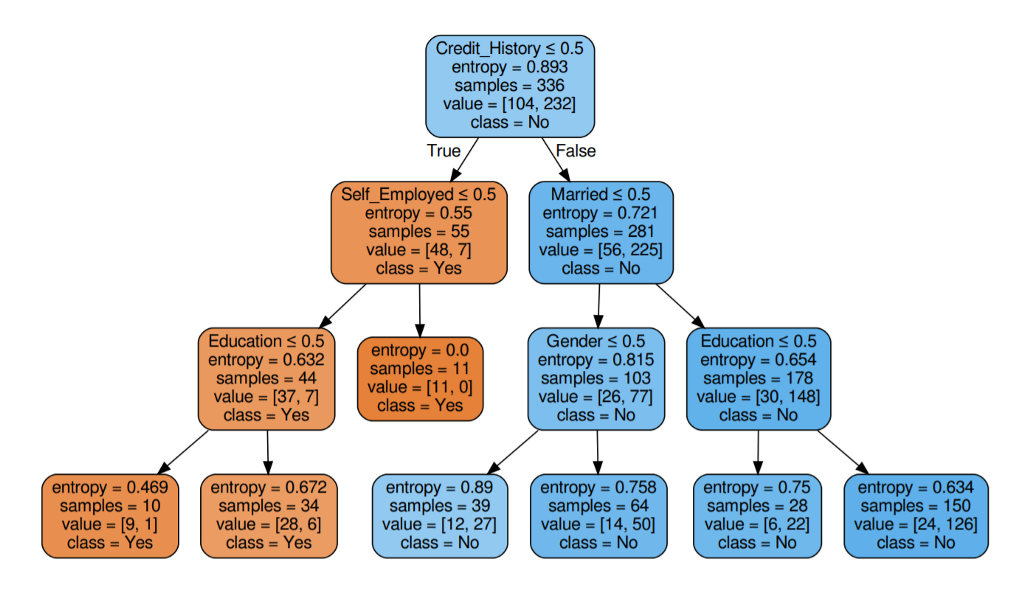 Credit_History ≤ 0.5
entropy = 0.893
samples = 336
value = [104, 232]
class = No
True
False
Self_Employed ≤ 0.5
entropy = 0.55
samples = 55
value = [48, 7]
class = Yes
Married ≤ 0.5
entropy = 0.721
samples = 281
value = [56, 225]
class = No
Education ≤ 0.5
entropy = 0.632
samples = 44
value = [37, 7]
class = Yes
entropy = 0.0
samples = 11
value = [11, 0]
class = Yes
Gender ≤ 0.5
entropy = 0.815
samples = 103
value = [26, 77]
class = No
Education ≤ 0.5
entropy = 0.654
samples = 178
value = [30, 148]
class = No
entropy = 0.469
samples = 10
value = [9, 1]
class = Yes
entropy = 0.672
samples = 34
value = [28, 6]
class = Yes
entropy = 0.89
samples = 39
value = [12, 27]
class = No
entropy = 0.758
samples = 64
value = [14, 50]
class = No
entropy = 0.75
samples = 28
value = [6, 22]
class = No
entropy = 0.634
samples = 150
value = [24, 126]
class = No